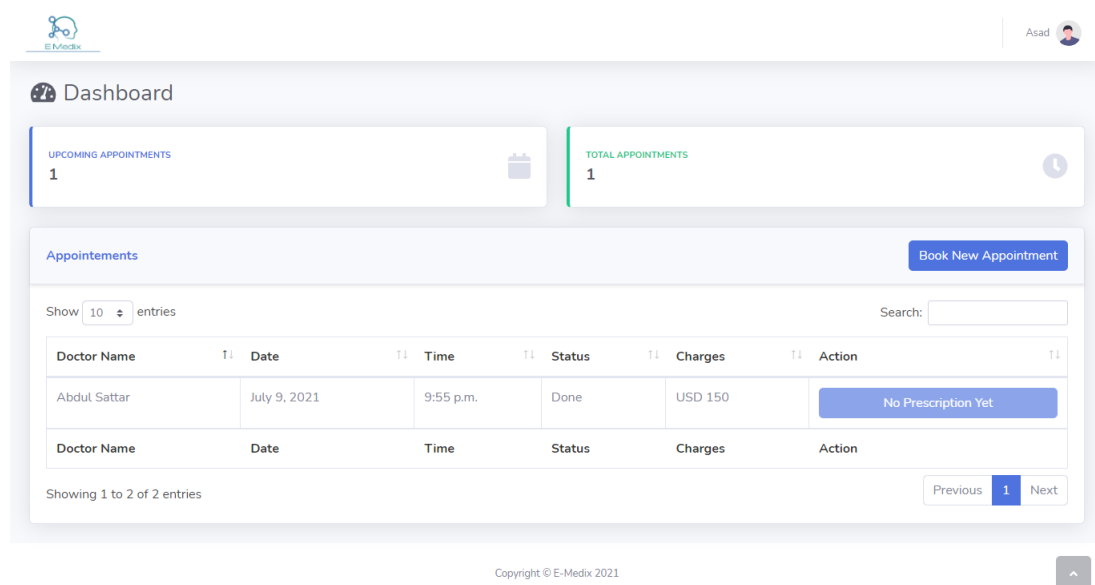 E Medix
Asad
Dashboard
UPCOMING APPOINTMENTS
1
TOTAL APPOINTMENTS
1
Appointements
Book New Appointment
Show 10 entries
Search:
Doctor Name Date Time Status Charges Action
Abdul Sattar July 9, 2021 9:55 p.m. Done USD 150 No Prescription Yet
Doctor Name Date Time Status Charges Action
Showing 1 to 2 of 2 entries
Previous 1 Next
Copyright © E-Medix 2021